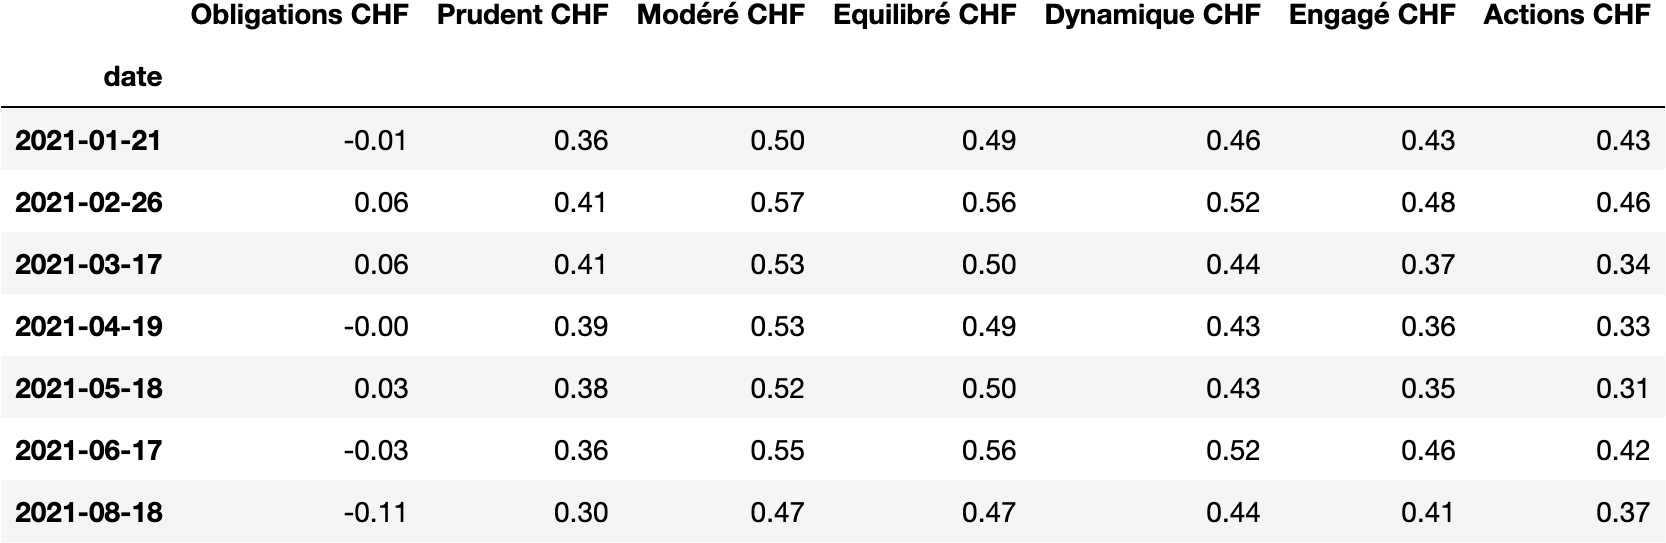 Obligations CHF Prudent CHF Modéré CHF Equilibré CHF Dynamique CHF Engagé CHF Actions CHF
date
2021-01-21 -0.01 0.36 0.50 0.49 0.46 0.43 0.43
2021-02-26 0.06 0.41 0.57 0.56 0.52 0.48 0.46
2021-03-17 0.06 0.41 0.53 0.50 0.44 0.37 0.34
2021-04-19 -0.00 0.39 0.53 0.49 0.43 0.36 0.33
2021-05-18 0.03 0.38 0.52 0.50 0.43 0.35 0.31
2021-06-17 -0.03 0.36 0.55 0.56 0.52 0.46 0.42
2021-08-18 -0.11 0.30 0.47 0.47 0.44 0.41 0.37